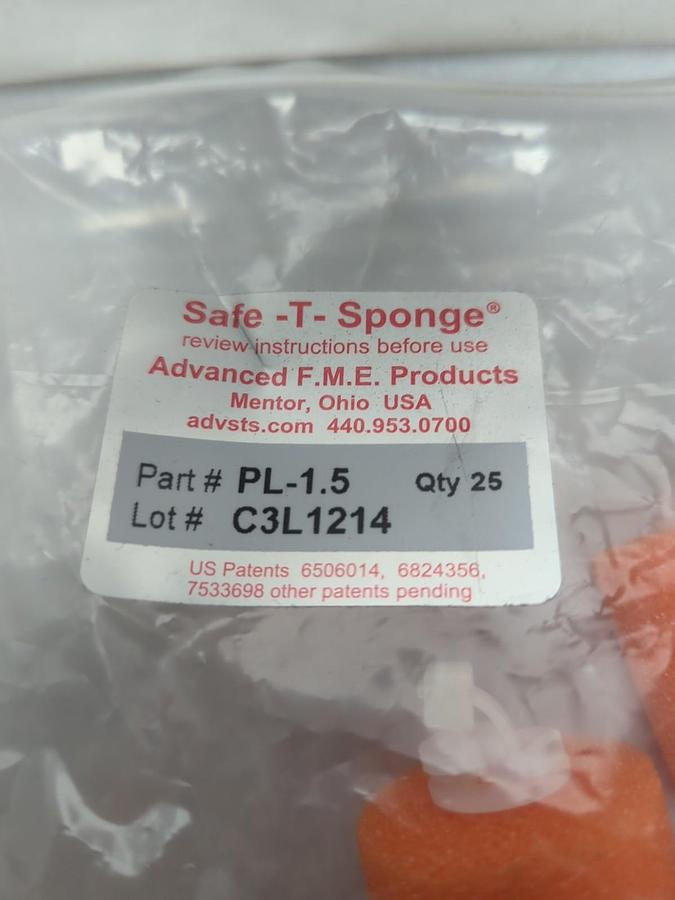 Safe -T- Sponge®
review instructions before use
Advanced F.M.E. Products
Mentor, Ohio USA
advsts.com 440.953.0700
Part # PL-1.5 Qty 25
Lot # C3L1214
US Patents 6506014, 6824356,
7533698 other patents pending